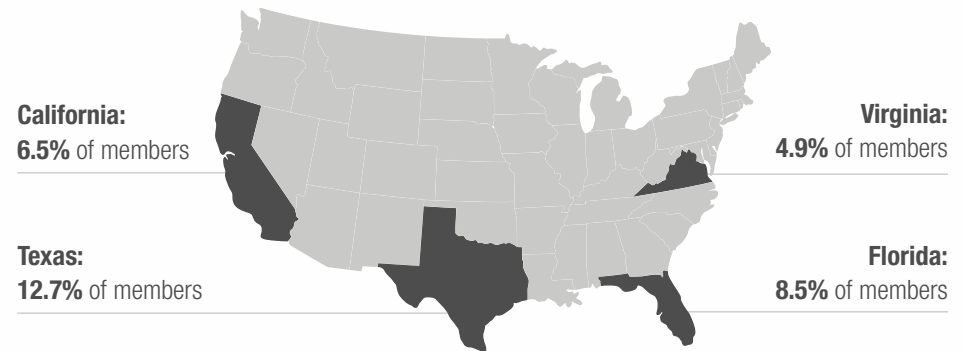 California:
6.5% of members
Texas:
12.7% of members
Virginia:
4.9% of members
Florida:
8.5% of members